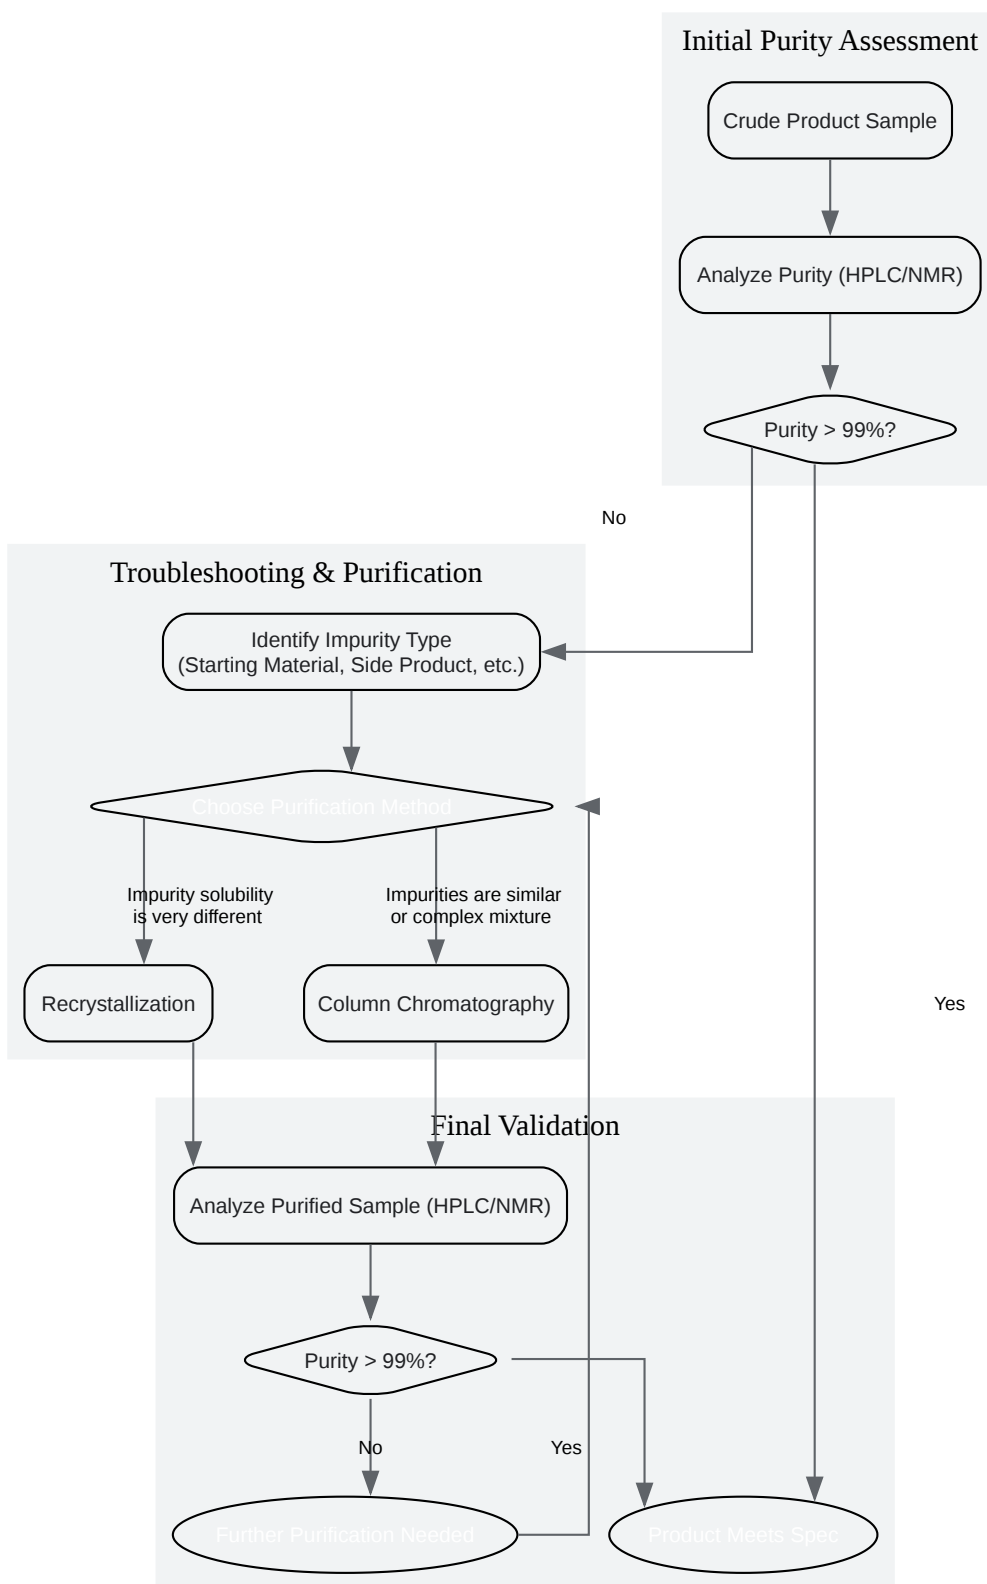 Initial Purity Assessment
Crude Product Sample
Analyze Purity (HPLC/NMR)
Purity > 99%?
No
Troubleshooting & Purification
Identify Impurity Type
(Starting Material, Side Product, etc.)
Choose Purification Method
Impurity solubility
is very different
Impurities are similar
or complex mixture
Recrystallization
Column Chromatography
Yes
Final Validation
Analyze Purified Sample (HPLC/NMR)
Purity > 99%?
No
Yes
Further Purification Needed
Product Meets Spec